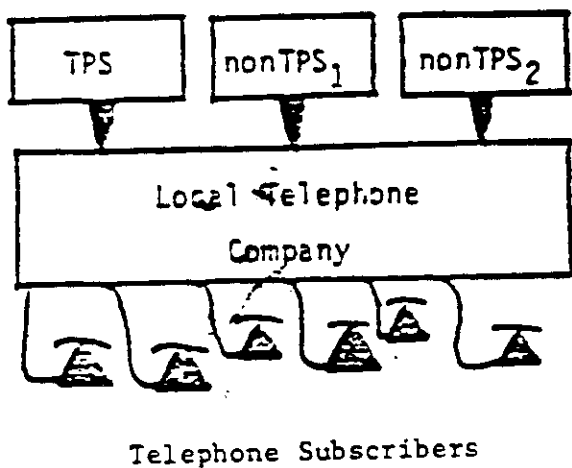 TPS
nonTPS1
nonTPS2
Local Telephone
Company
Telephone Subscribers